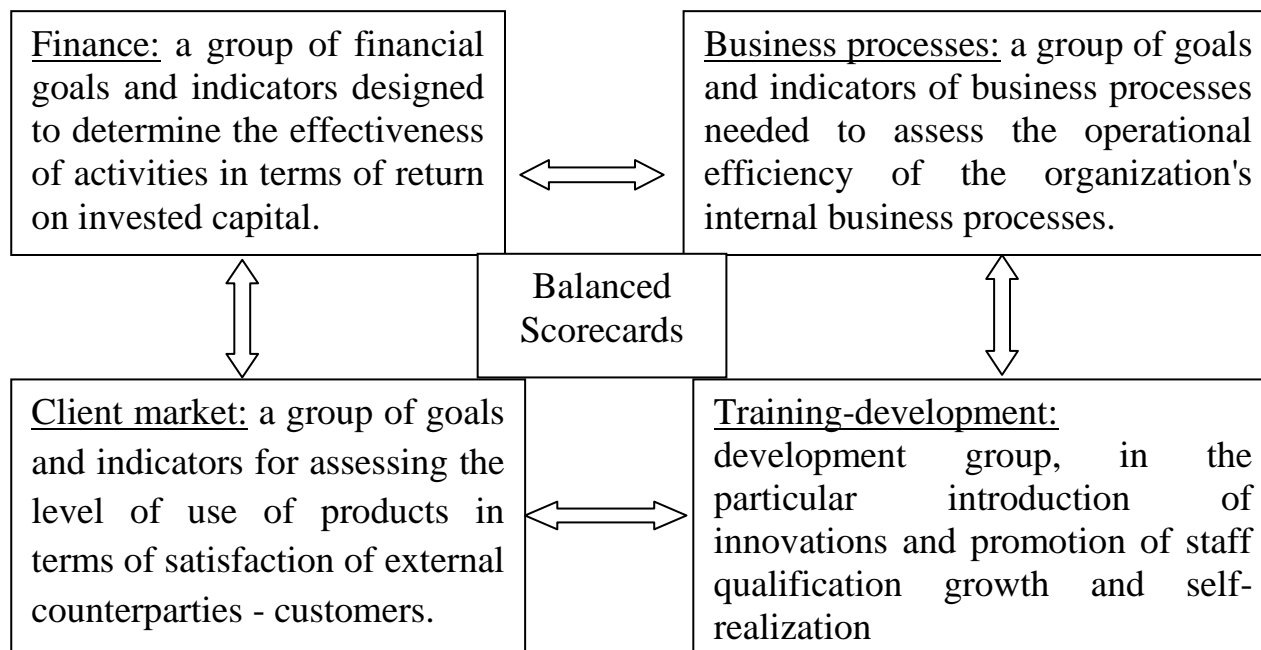 Finance: a group of financial
goals and indicators designed
to determine the effectiveness
of activities in terms of return
on invested capital.
Business processes: a group of goals
and indicators of business processes
needed to assess the operational
efficiency of the organization's
internal business processes.
Balanced
Scorecards
Client market: a group of goals
and indicators for assessing the
level of use of products in
terms of satisfaction of external
counterparties - customers.
Training-development:
development group, in the
particular introduction of
innovations and promotion of staff
qualification growth and self-
realization